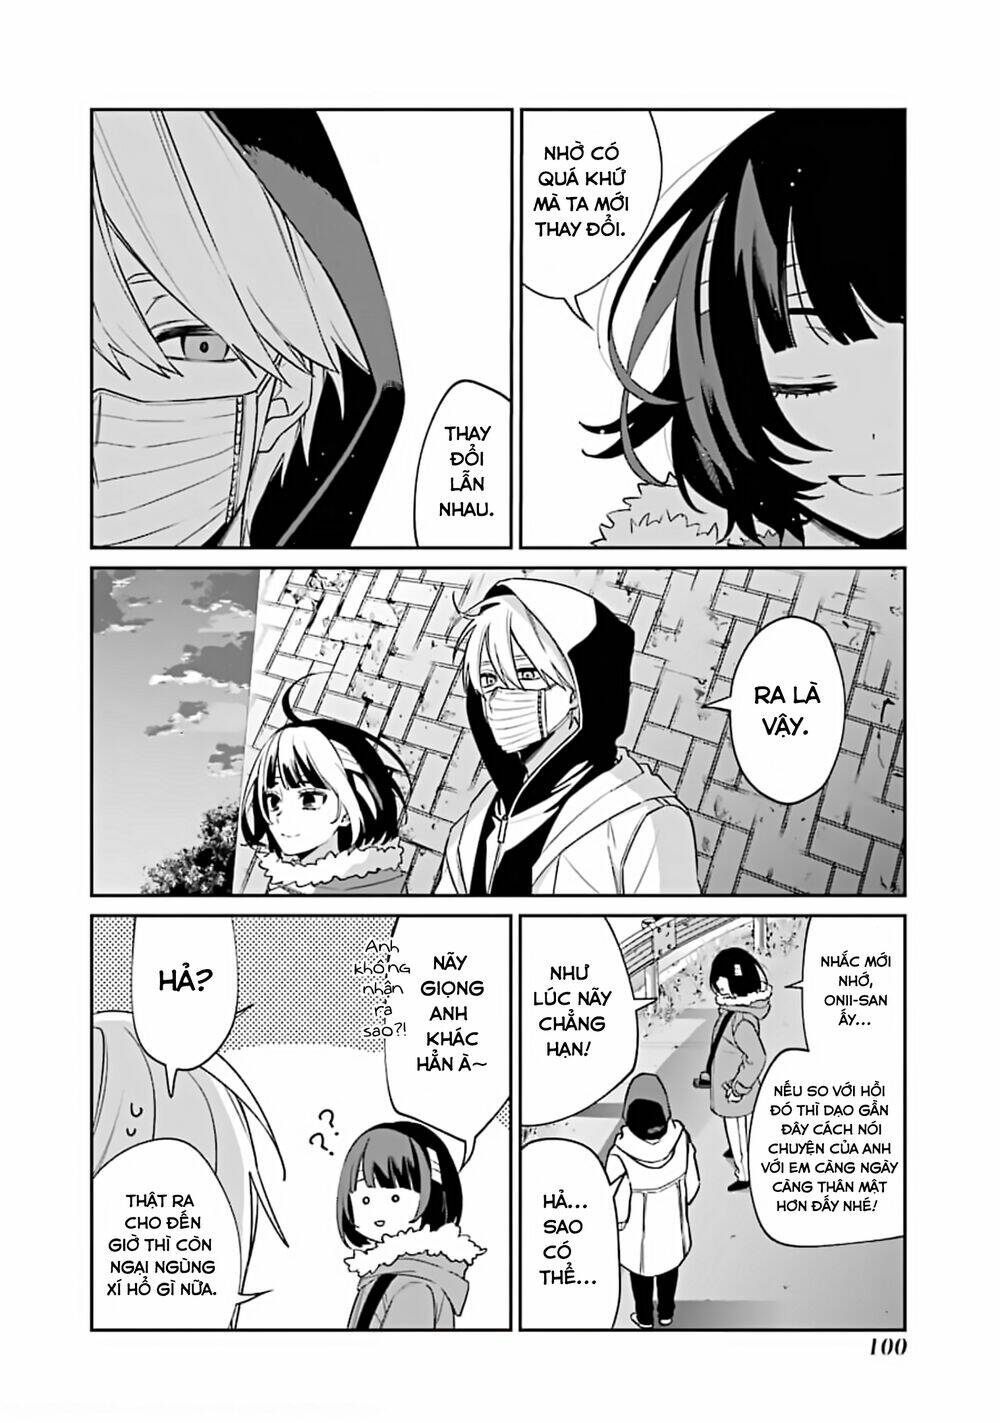 NHỜ CÓ
QUÁ KHỨ
MÀ TA MỚI
THAY ĐỔI.
THAY
ĐỔI
LẪN
NHAU.
RA LÀ
VẬY.
NHẮC MỚI
NHỚ,
ONII-SAN
ẤY...
NẾU SO VỚI HỒI
ĐÓ THÌ DẠO GẦN
ĐÂY CÁCH NÓI
CHUYỆN CỦA ANH
VỚI EM CÀNG NGÀY
CÀNG THÂN MẬT
HƠN ĐẤY NHÉ!
NHƯ
LÚC NÃY
CHẲNG
HẠN!
HẢ...
SAO
CÓ
THỂ...
NÃY
GIỌNG
ANH
KHÁC
HẲN À~
Anh
không
nhận
ra
sao?!
? ?
HẢ?
THẬT RA
CHO ĐẾN
GIỜ THÌ CÒN
NGẠI NGÙNG
XÍ HỔ GÌ NỮA.
100